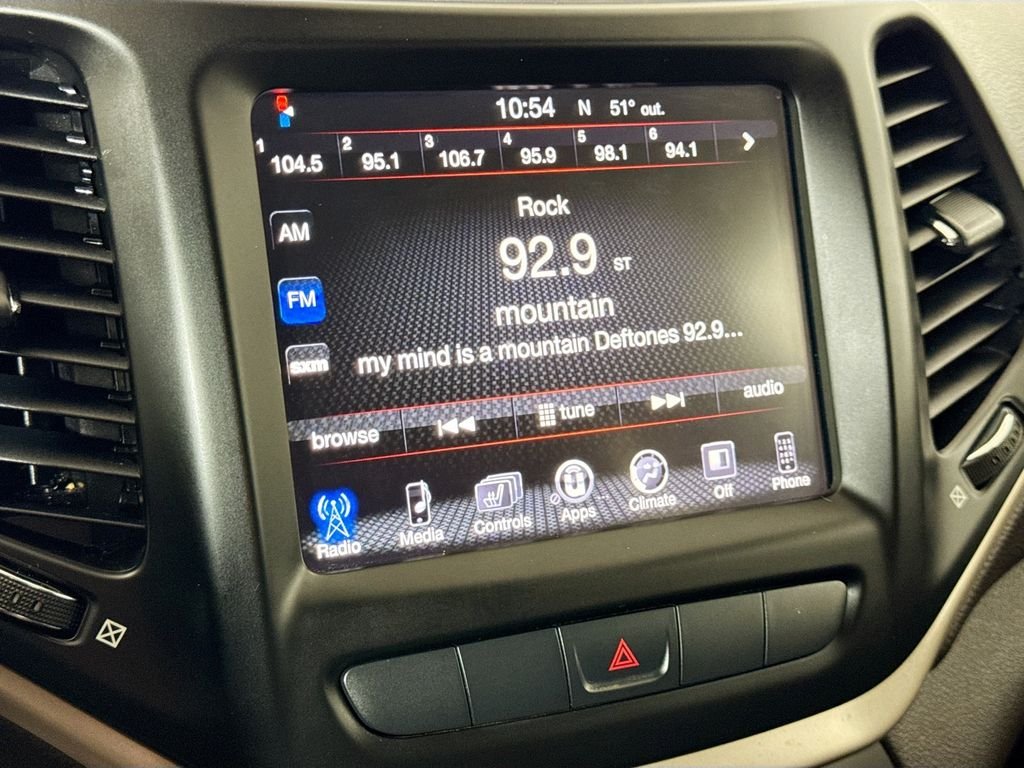 10:54 N 51° out.
1 104.5 2 95.1 3 106.7 4 95.9 5 98.1 6 94.1
Rock
AM
92.9 ST
FM
mountain
my mind is a mountain Deftones 92.9...
sxm
browse tune audio
Radio Media Controls Apps Climate Off Phone